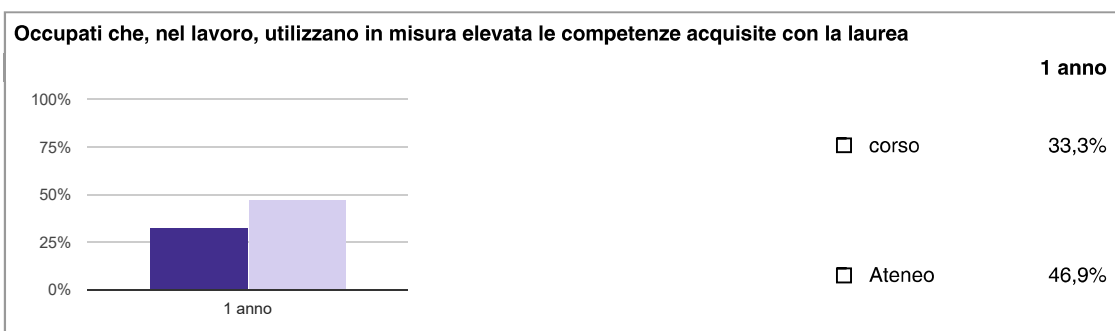 Occupati che, nel lavoro, utilizzano in misura elevata le competenze acquisite con la laurea
1 anno
100%
75%
50%
25%
0%
1 anno
corso 33,3%
Ateneo 46,9%